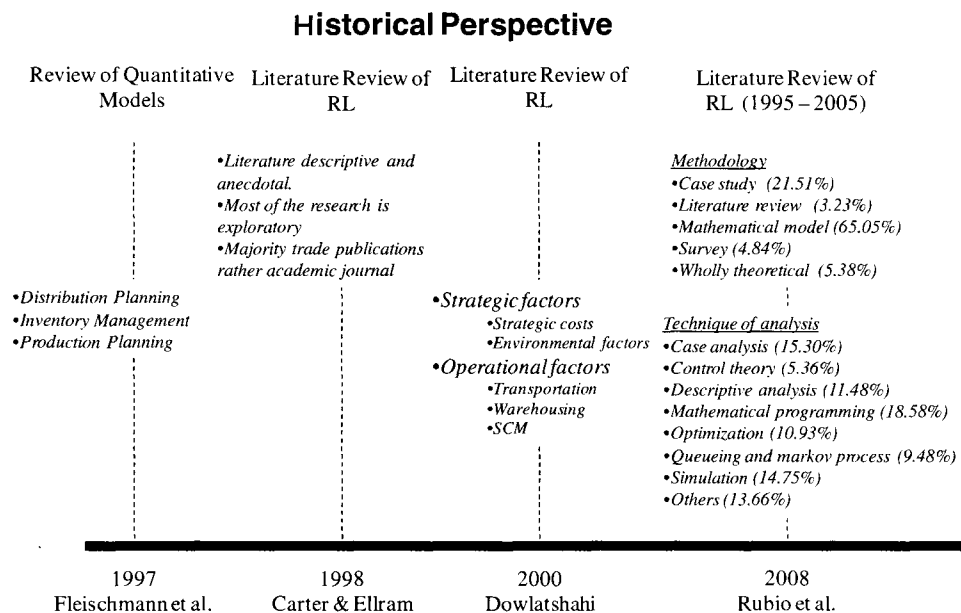 Historical Perspective
Review of Quantitative
Models
Literature Review of
RL
Literature Review of
RL
Literature Review of
RL (1995 – 2005)
•Literature descriptive and
anecdotal.
•Most of the research is
exploratory
•Majority trade publications
rather academic journal
Methodology
•Case study (21.51%)
•Literature review (3.23%)
•Mathematical model (65.05%)
•Survey (4.84%)
•Wholly theoretical (5.38%)
•Distribution Planning
•Inventory Management
•Production Planning
•Strategic factors
•Strategic costs
•Environmental factors
•Operational factors
•Transportation
•Warehousing
•SCM
Technique of analysis
•Case analysis (15.30%)
•Control theory (5.36%)
•Descriptive analysis (11.48%)
•Mathematical programming (18.58%)
•Optimization (10.93%)
•Queueing and markov process (9.48%)
•Simulation (14.75%)
•Others (13.66%)
1997
Fleischmann et al.
1998
Carter & Ellram
2000
Dowlatshahi
2008
Rubio et al.